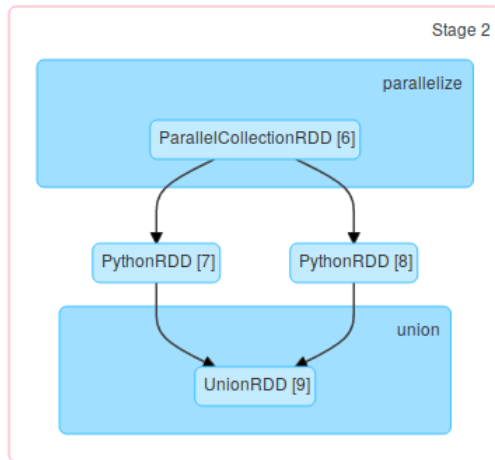 Stage 2
parallelize
ParallelCollectionRDD [6]
PythonRDD [7]
PythonRDD [8]
union
UnionRDD [9]